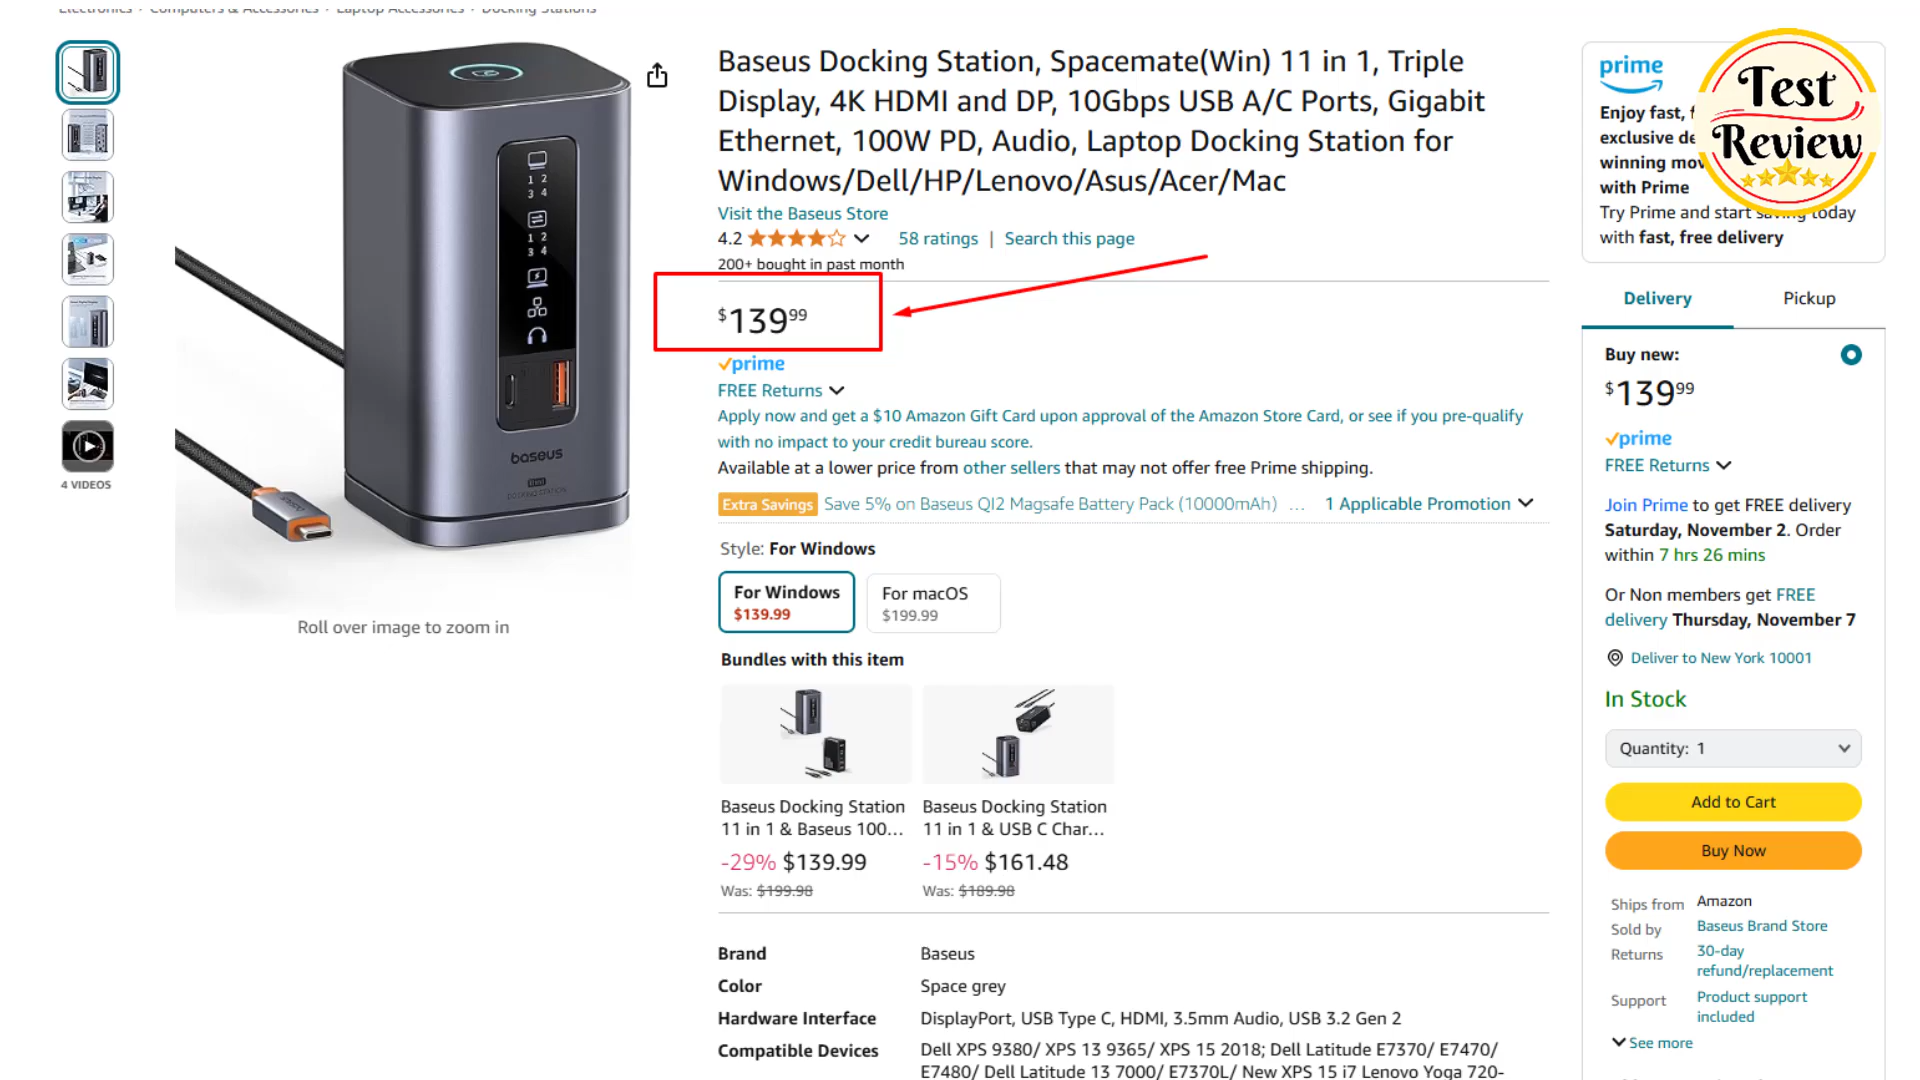 Electronics › Computers & Accessories › Laptop Accessories › Docking Stations
4 VIDEOS
baseus
Roll over image to zoom in
Baseus Docking Station, Spacemate(Win) 11 in 1, Triple
Display, 4K HDMI and DP, 10Gbps USB A/C Ports, Gigabit
Ethernet, 100W PD, Audio, Laptop Docking Station for
Windows/Dell/HP/Lenovo/Asus/Acer/Mac
Visit the Baseus Store
4.2 58 ratings | Search this page
200+ bought in past month
$139 99
prime
FREE Returns
Apply now and get a $10 Amazon Gift Card upon approval of the Amazon Store Card, or see if you pre-qualify
with no impact to your credit bureau score.
Available at a lower price from other sellers that may not offer free Prime shipping.
Extra Savings Save 5% on Baseus QI2 Magsafe Battery Pack (10000mAh) … 1 Applicable Promotion
Style: For Windows
For Windows
$139.99
For macOS
$199.99
Bundles with this item
Baseus Docking Station
11 in 1 & Baseus 100...
-29% $139.99
Was: $199.98
Baseus Docking Station
11 in 1 & USB C Char...
-15% $161.48
Was: $189.98
Brand Baseus
Color Space grey
Hardware Interface DisplayPort, USB Type C, HDMI, 3.5mm Audio, USB 3.2 Gen 2
Compatible Devices Dell XPS 9380/ XPS 13 9365/ XPS 15 2018; Dell Latitude E7370/ E7470/
E7480/ Dell Latitude 13 7000/ E7370L/ New XPS 15 i7 Lenovo Yoga 720-
prime
Enjoy fast,
exclusive
winning
with Prime
Try Prime and start saving today
with fast, free delivery
Test
Review
Delivery Pickup
Buy new:
$139 99
prime
FREE Returns
Join Prime to get FREE delivery
Saturday, November 2. Order
within 7 hrs 26 mins
Or Non members get FREE
delivery Thursday, November 7
Deliver to New York 10001
In Stock
Quantity: 1
Add to Cart
Buy Now
Ships from Amazon
Sold by Baseus Brand Store
Returns 30-day
refund/replacement
Support Product support
included
See more